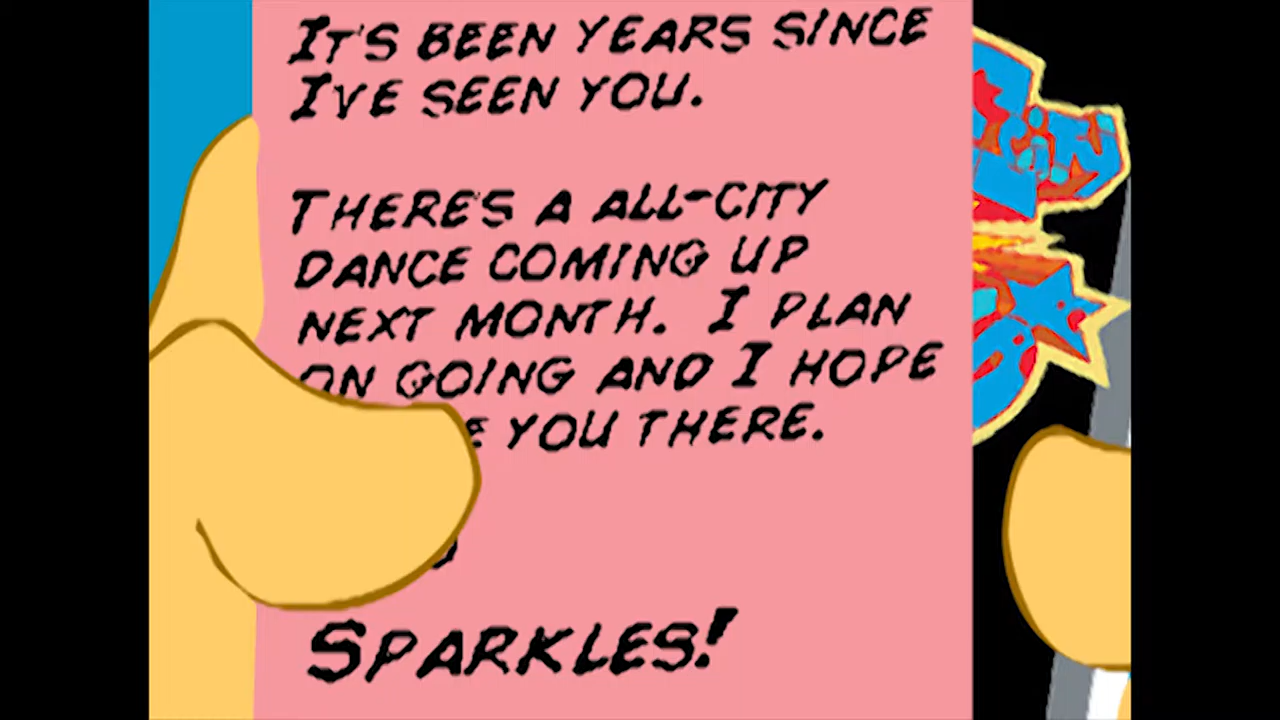 IT'S BEEN YEARS SINCE
I'VE SEEN YOU.
THERE'S A ALL-CITY
DANCE COMING UP
NEXT MONTH. I PLAN
ON GOING AND I HOPE
YOU THERE.
SPARKLES!